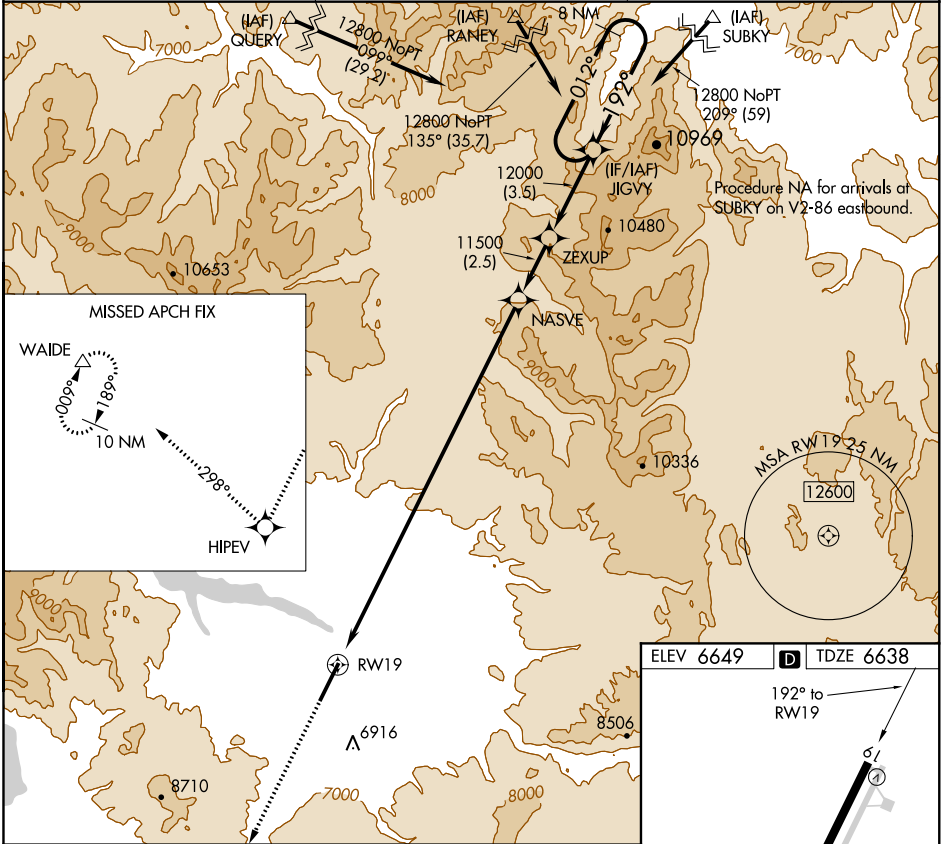 (IAF)
QUERY
7000
12800 NoPT
099°
(29.2)
(IAF)
RANEY
8 NM
(IAF)
SUBKY
7000
012°
192°
12800 NoPT
209° (59)
12800 NoPT
135° (35.7)
10969
8000
12000
(3.5)
(IF/IAF)
JIGVY
Procedure NA for arrivals at
SUBKY on V2-86 eastbound.
9000
10480
11500
(2.5)
ZEXUP
10653
NASVE
MISSED APCH FIX
WAIDE
009°
189°
10 NM
298°
HIPEV
9000
10336
MSA RW19 25 NM
12600
9000
RW19
6916
8506
8710
7000
8000
ELEV 6649
D
TDZE 6638
192° to
RW19
19